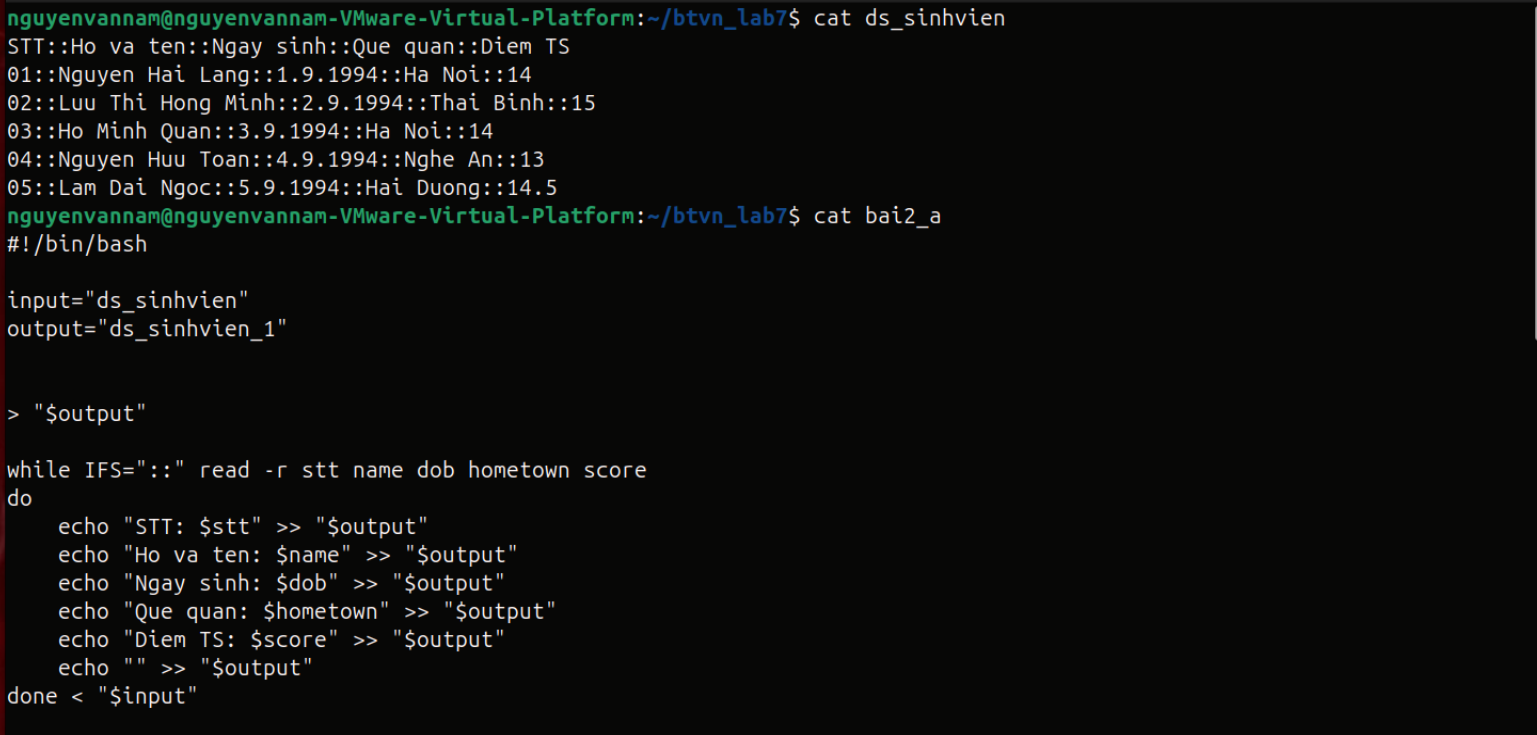 nguyenvannam@nguyenvannam-VMware-Virtual-Platform:~/btvn_lab7$ cat ds_sinhvien
STT::Ho va ten::Ngay sinh::Que quan::Diem TS
01::Nguyen Hai Lang::1.9.1994::Ha Noi::14
02::Luu Thi Hong Minh::2.9.1994::Thai Binh::15
03::Ho Minh Quan::3.9.1994::Ha Noi::14
04::Nguyen Huu Toan::4.9.1994::Nghe An::13
05::Lam Dai Ngoc::5.9.1994::Hai Duong::14.5
nguyenvannam@nguyenvannam-VMware-Virtual-Platform:~/btvn_lab7$ cat bai2_a
#!/bin/bash

input="ds_sinhvien"
output="ds_sinhvien_1"


> "$output"

while IFS="::" read -r stt name dob hometown score
do
    echo "STT: $stt" >> "$output"
    echo "Ho va ten: $name" >> "$output"
    echo "Ngay sinh: $dob" >> "$output"
    echo "Que quan: $hometown" >> "$output"
    echo "Diem TS: $score" >> "$output"
    echo "" >> "$output"
done < "$input"